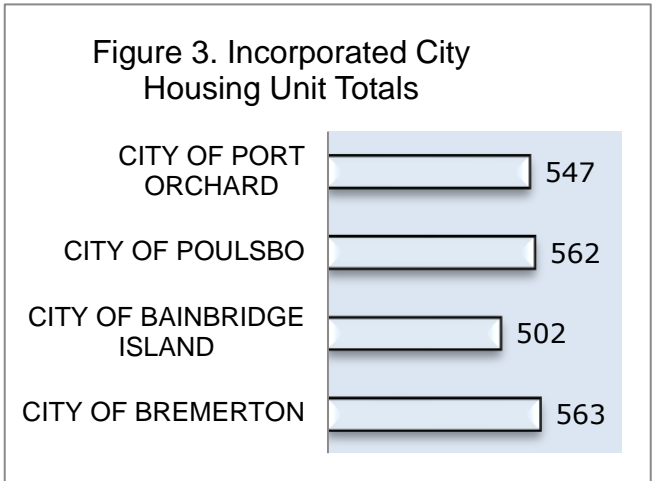 Figure 3. Incorporated City
Housing Unit Totals
CITY OF PORT
ORCHARD
547
CITY OF POULSBO
562
CITY OF BAINBRIDGE
ISLAND
502
CITY OF BREMERTON
563